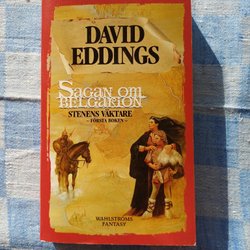 DAVID
EDDINGS
SAGAN OM
BELGARION
STENENS VÄKTARE
- FÖRSTA BOKEN -
WAHLSTRÖMS
FANTASY